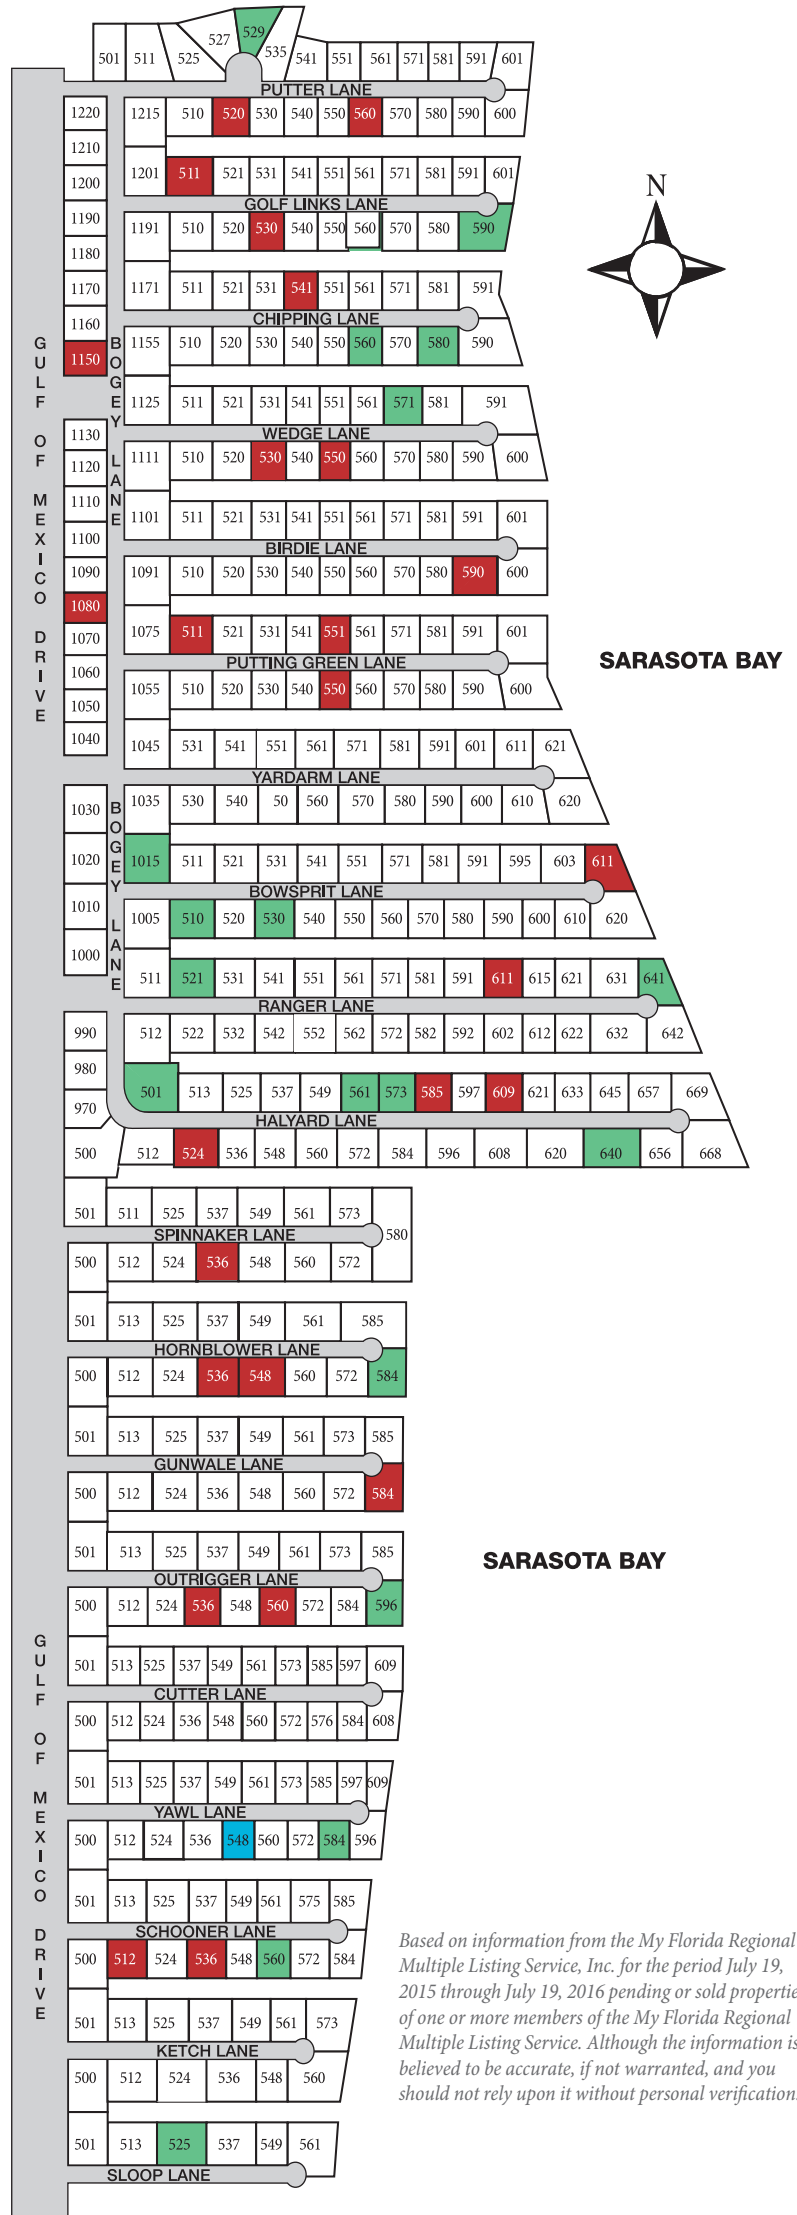 501 511 525 527 529 535 541 551 561 571 581 591 601
PUTTER LANE
1220 1215 510 520 530 540 550 560 570 580 590 600
1210
1200 1201 511 521 531 541 551 561 571 581 591 601
GOLF LINKS LANE
1190 1191 510 520 530 540 550 560 570 580 590
1180
1170 1171 511 521 531 541 551 561 571 581 591
CHIPPING LANE
1160
1150 1155 510 520 530 540 550 560 570 580 590
1125 511 521 531 541 551 561 571 581 591
WEDGE LANE
1130
1120 1111 510 520 530 540 550 560 570 580 590 600
1110
1100 1101 511 521 531 541 551 561 571 581 591 601
BIRDIE LANE
1090 1091 510 520 530 540 550 560 570 580 590 600
1080
1070 1075 511 521 531 541 551 561 571 581 591 601
PUTTING GREEN LANE
1060
1050 1055 510 520 530 540 550 560 570 580 590 600
1040 1045 531 541 551 561 571 581 591 601 611 621
YARDARM LANE
1030 1035 530 540 50 560 570 580 590 600 610 620
1020 1015 511 521 531 541 551 571 581 591 595 603 611
BOWSPRIT LANE
1010 1005 510 520 530 540 550 560 570 580 590 600 610 620
1000 511 521 531 541 551 561 571 581 591 611 615 621 631 641
RANGER LANE
990 512 522 532 542 552 562 572 582 592 602 612 622 632 642
980
970 501 513 525 537 549 561 573 585 597 609 621 633 645 657 669
HALYARD LANE
500 512 524 536 548 560 572 584 596 608 620 640 656 668
501 511 525 537 549 561 573 580
SPINNAKER LANE
500 512 524 536 548 560 572
501 513 525 537 549 561 585
HORNBLOWER LANE
500 512 524 536 548 560 572 584
501 513 525 537 549 561 573 585
GUNWALE LANE
500 512 524 536 548 560 572 584
501 513 525 537 549 561 573 585
OUTRIGGER LANE
500 512 524 536 548 560 572 584 596
501 513 525 537 549 561 573 585 597 609
CUTTER LANE
500 512 524 536 548 560 572 576 584 608
501 513 525 537 549 561 573 585 597 609
YAWL LANE
500 512 524 536 548 560 572 584 596
501 513 525 537 549 561 575 585
SCHOONER LANE
500 512 524 536 548 560 572 584
501 513 525 537 549 561 573
KETCH LANE
500 512 524 536 548 560
501 513 525 537 549 561
SLOOP LANE
GULF OF MEXICO DRIVE
BOGEY LANE
BOGEY LANE
GULF OF MEXICO DRIVE
N
SARASOTA BAY
SARASOTA BAY
Based on information from the My Florida Regional
Multiple Listing Service, Inc. for the period July 19,
2015 through July 19, 2016 pending or sold propertie
of one or more members of the My Florida Regional
Multiple Listing Service. Although the information is
believed to be accurate, if not warranted, and you
should not rely upon it without personal verification.